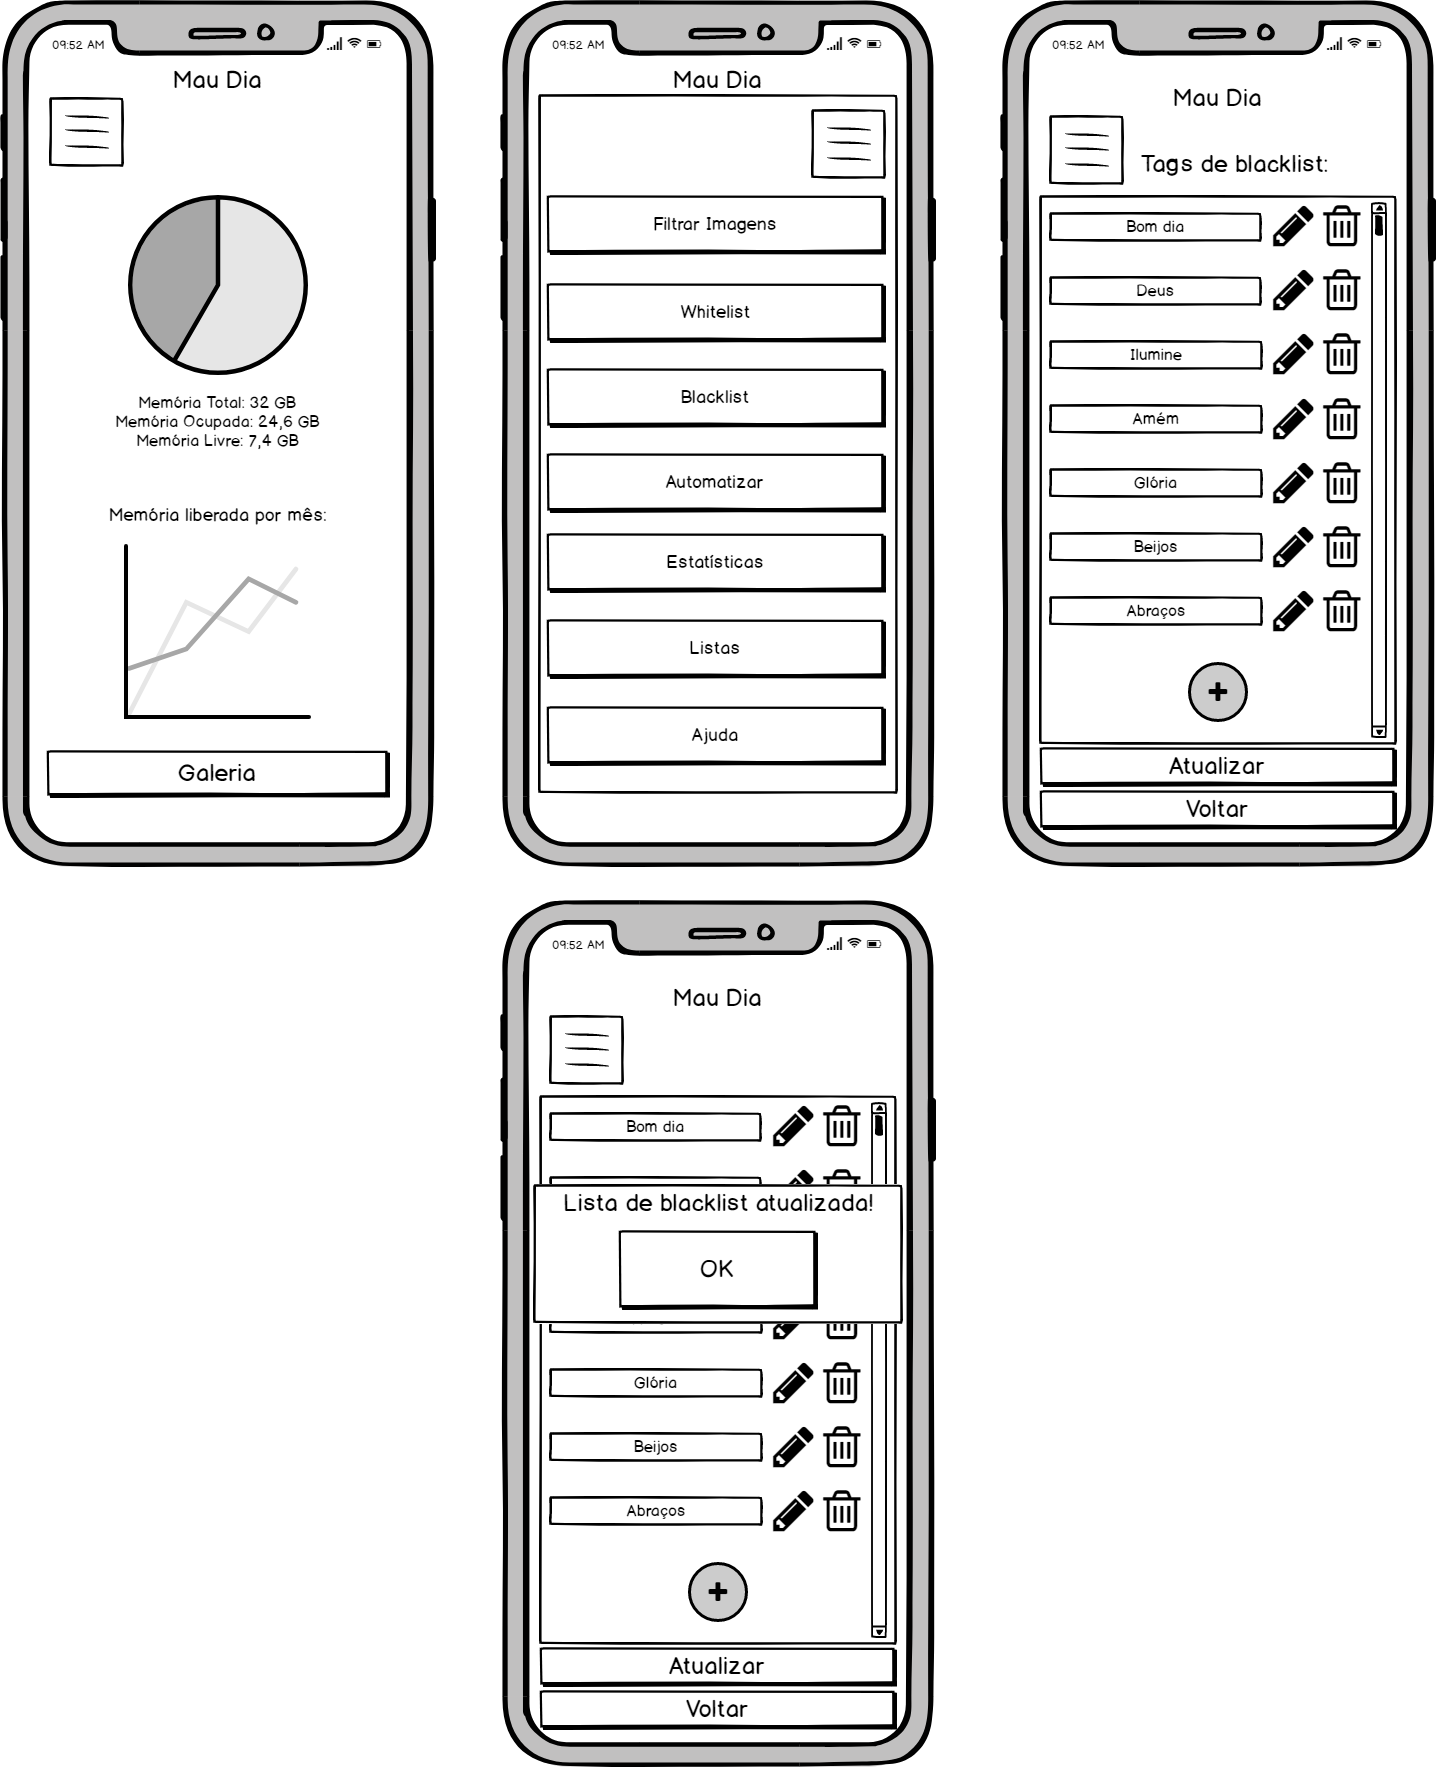 09:52 AM
Mau Dia
Memória Total: 32 GB
Memória Ocupada: 24,6 GB
Memória Livre: 7,4 GB
Memória liberada por mês:
Galeria
09:52 AM
Mau Dia
Filtrar Imagens
Whitelist
Blacklist
Automatizar
Estatísticas
Listas
Ajuda
09:52 AM
Mau Dia
Tags de blacklist:
Bom dia
Deus
Ilumine
Amém
Glória
Beijos
Abraços
+
Atualizar
Voltar
09:52 AM
Mau Dia
Bom dia
Lista de blacklist atualizada!
OK
Glória
Beijos
Abraços
+
Atualizar
Voltar